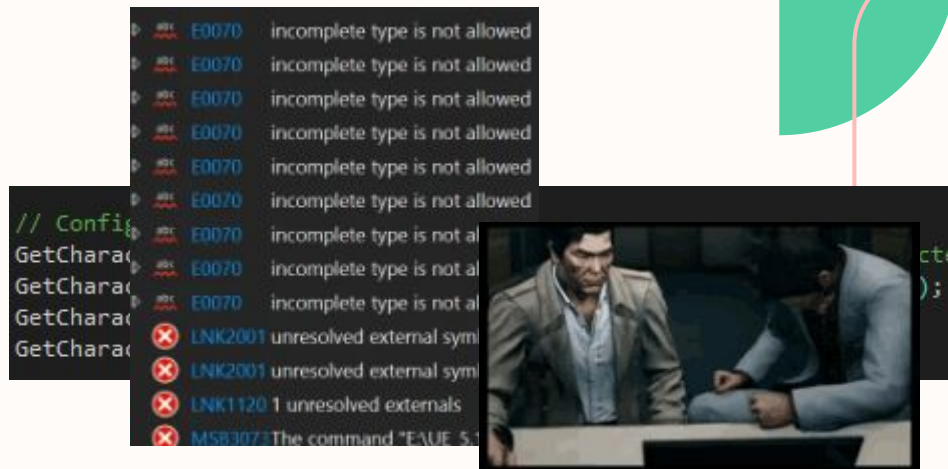 E0070 incomplete type is not allowed
E0070 incomplete type is not allowed
E0070 incomplete type is not allowed
E0070 incomplete type is not allowed
E0070 incomplete type is not allowed
E0070 incomplete type is not allowed
E0070 incomplete type is not al
E0070 incomplete type is not al
E0070 incomplete type is not al
LNK2001 unresolved external syml
LNK2001 unresolved external syml
LNK1120 1 unresolved externals
MSB3073 The command "E:\UE_5.
// Config
GetCharac
GetCharac
GetCharac
GetCharac
cte
);